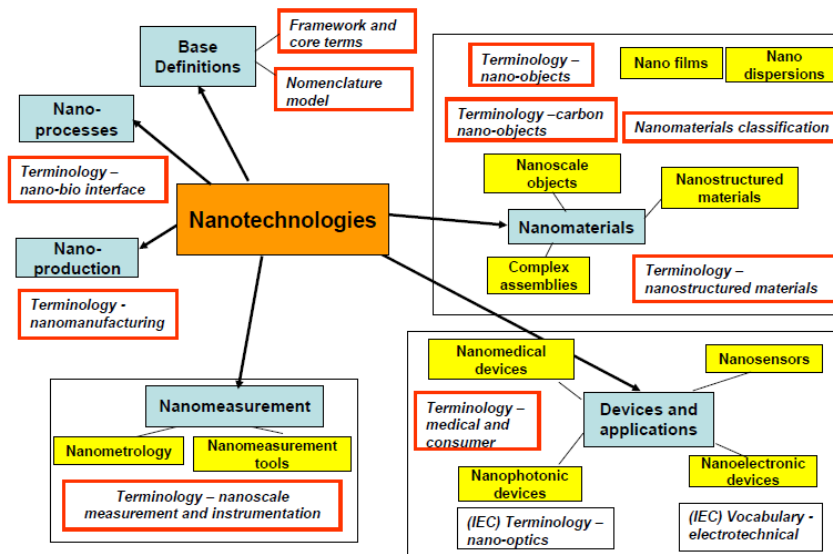 Base
Definitions
Framework and
core terms
Nomenclature
model
Nano-
processes
Terminology –
nano-bio interface
Nanotechnologies
Nano-
production
Terminology -
nanomanufacturing
Terminology –
nano-objects
Nano films
Nano
dispersions
Terminology –carbon
nano-objects
Nanomaterials classification
Nanoscale
objects
Nanostructured
materials
Nanomaterials
Complex
assemblies
Terminology –
nanostructured materials
Nanomeasurement
Nanometrology
Nanomeasurement
tools
Terminology – nanoscale
measurement and instrumentation
Nanomedical
devices
Nanosensors
Terminology –
medical and
consumer
Devices and
applications
Nanophotonic
devices
Nanoelectronic
devices
(IEC) Terminology –
nano-optics
(IEC) Vocabulary -
electrotechnical